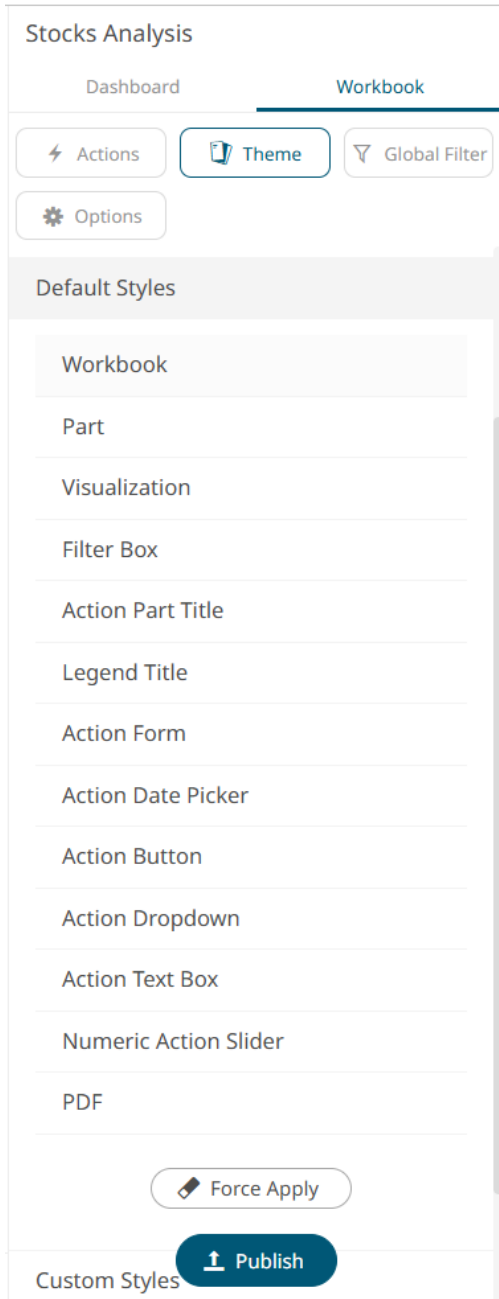 Stocks Analysis
Dashboard Workbook
Actions Theme Global Filter
Options
Default Styles
Workbook
Part
Visualization
Filter Box
Action Part Title
Legend Title
Action Form
Action Date Picker
Action Button
Action Dropdown
Action Text Box
Numeric Action Slider
PDF
Force Apply
Publish
Custom Styles